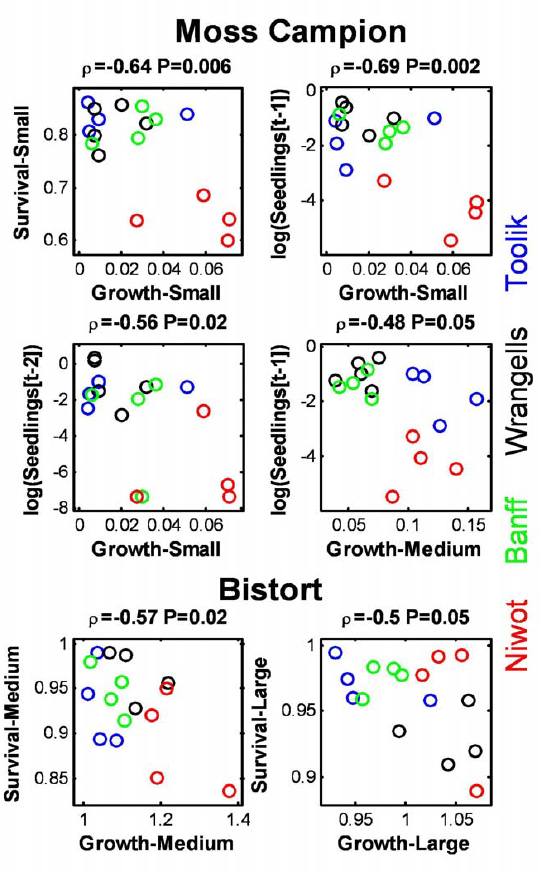 Moss Campion
ρ=-0.64 P=0.006
ρ=-0.69 P=0.002
Survival-Small
0.8
0.7
0.6
0 0.02 0.04 0.06
Growth-Small
log(Seedlings[t-1])
0
-4
0 0.02 0.04 0.06
Growth-Small
ρ=-0.56 P=0.02
ρ=-0.48 P=0.05
log(Seedlings[t-2])
0
-2
-4
-6
-8
0 0.02 0.04 0.06
Growth-Small
log(Seedlings[t-1])
0
-4
0.05 0.1 0.15
Growth-Medium
Bistort
ρ=-0.57 P=0.02
ρ=-0.5 P=0.05
Survival-Medium
1
0.95
0.9
0.85
1 1.2 1.4
Growth-Medium
Survival-Large
1
0.95
0.9
0.95 1 1.05
Growth-Large
Toolik
Wrangells
Banff
Niwot